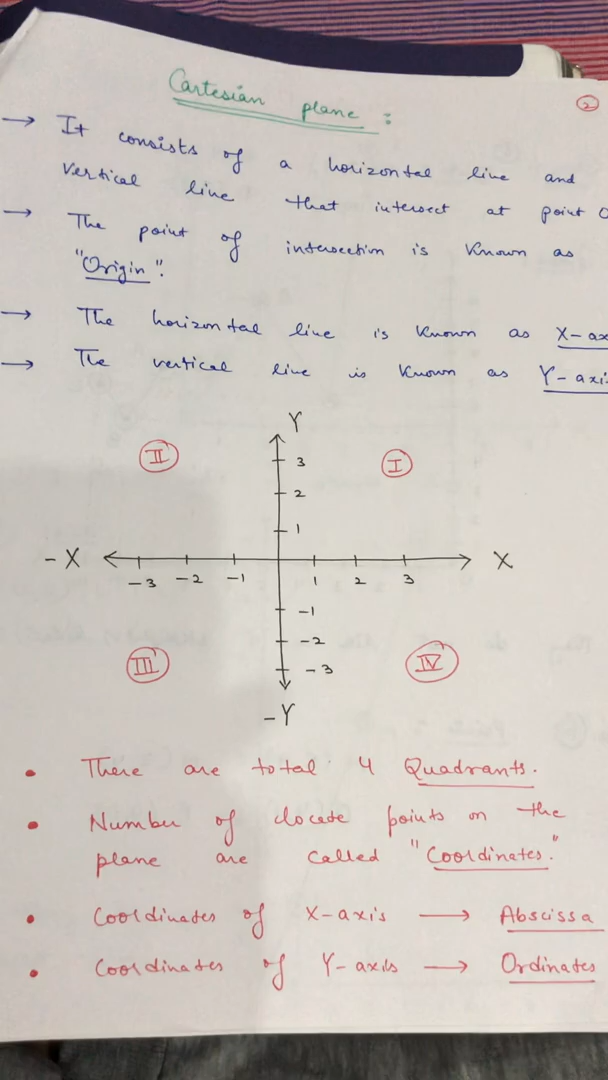 Cartesian plane :
2
→ It consists of a horizontal line and
vertical line that intersect at point O
→ The point of intersection is known as
"Origin".
→ The horizontal line is known as X-ax
→ The vertical line is known as Y-axi
Y
II
I
3
2
1
-X
X
-3 -2 -1 1 2 3
-1
-2
-3
III
IV
-Y
• There are total 4 Quadrants.
• Number of locate points on the
plane are called "Coordinates."
• Coordinates of X-axis → Abscissa
• Coordinates of Y-axis → Ordinates